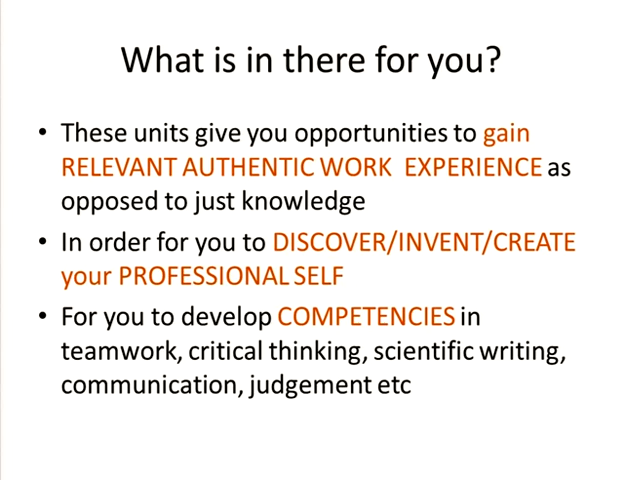 What is in there for you?
• These units give you opportunities to gain
RELEVANT AUTHENTIC WORK EXPERIENCE as
opposed to just knowledge
• In order for you to DISCOVER/INVENT/CREATE
your PROFESSIONAL SELF
• For you to develop COMPETENCIES in
teamwork, critical thinking, scientific writing,
communication, judgement etc